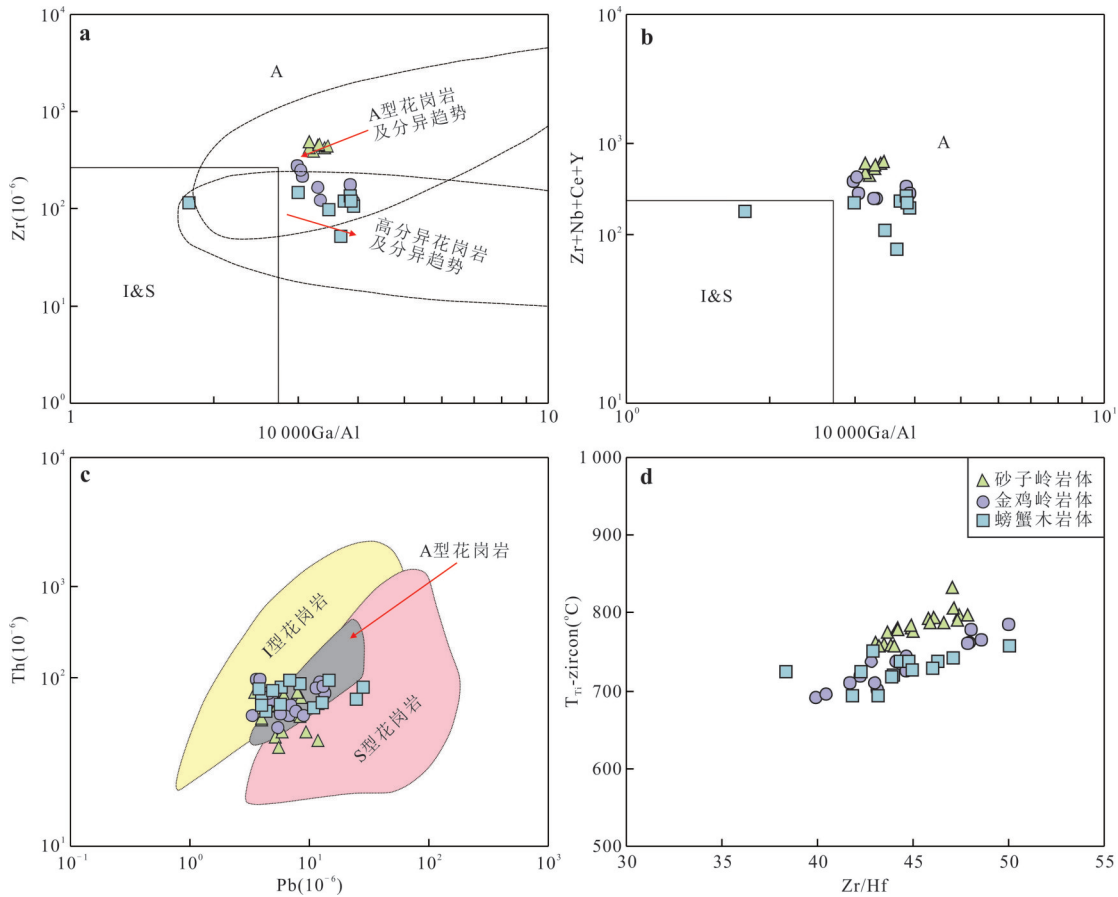 a
10⁴
10³
10²
10¹
10⁰
Zr(10⁻⁶)
A
A型花岗岩
及分异趋势
高分异花岗岩
及分异趋势
I&S
1
10
10 000Ga/Al
b
10⁴
10³
10²
10¹
Zr+Nb+Ce+Y
A
I&S
10⁰
10¹
10 000Ga/Al
c
10⁴
10³
10²
10¹
Th(10⁻⁶)
A型花岗岩
I型花岗岩
S型花岗岩
10⁻¹
10⁰
10¹
10²
10³
Pb(10⁻⁶)
d
1 000
900
800
700
600
500
T_Ti-zircon(°C)
砂子岭岩体
金鸡岭岩体
螃蟹木岩体
30
35
40
45
50
55
Zr/Hf